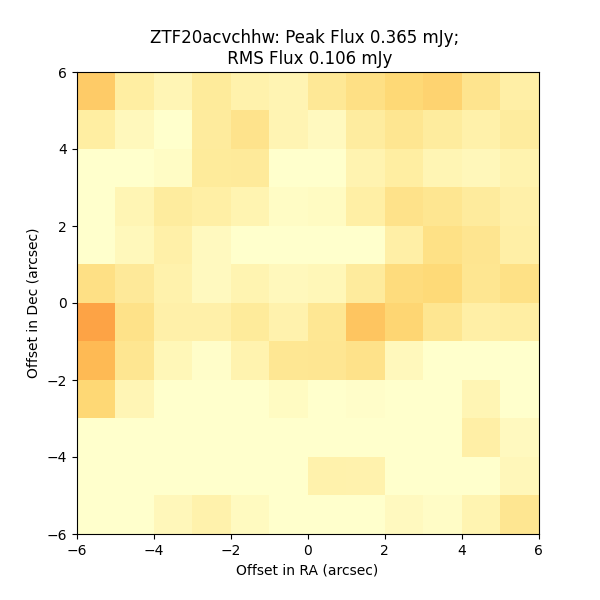 ZTF20acvchhw: Peak Flux 0.365 mJy;
RMS Flux 0.106 mJy
6
4
2
0
−2
−4
−6
Offset in Dec (arcsec)
−6 −4 −2 0 2 4 6
Offset in RA (arcsec)